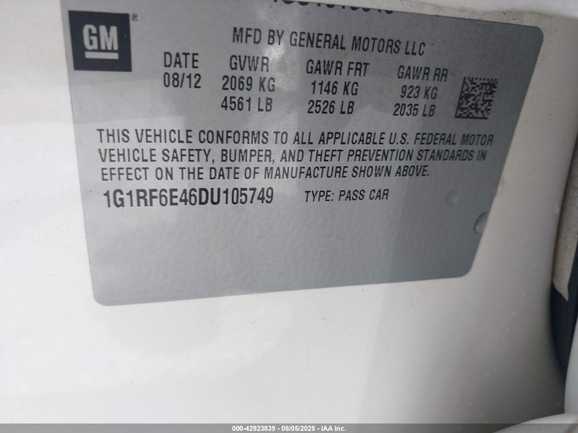 GM
MFD BY GENERAL MOTORS LLC
DATE GVWR GAWR FRT GAWR RR
08/12 2069 KG 1146 KG 923 KG
4561 LB 2526 LB 2035 LB
THIS VEHICLE CONFORMS TO ALL APPLICABLE U.S. FEDERAL MOTOR
VEHICLE SAFETY, BUMPER, AND THEFT PREVENTION STANDARDS IN
EFFECT ON THE DATE OF MANUFACTURE SHOWN ABOVE.
1G1RF6E46DU105749 TYPE: PASS CAR
000-42923839 - 08/05/2025 - IAA Inc.